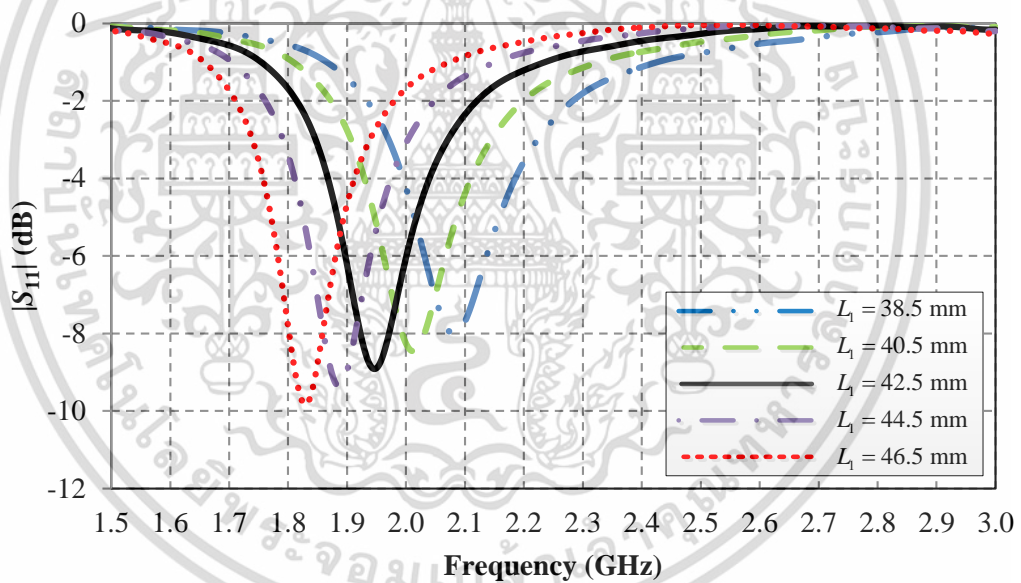 0
-2
-4
-6
-8
-10
-12
|S11| (dB)
L1 = 38.5 mm
L1 = 40.5 mm
L1 = 42.5 mm
L1 = 44.5 mm
L1 = 46.5 mm
1.5 1.6 1.7 1.8 1.9 2.0 2.1 2.2 2.3 2.4 2.5 2.6 2.7 2.8 2.9 3.0
Frequency (GHz)